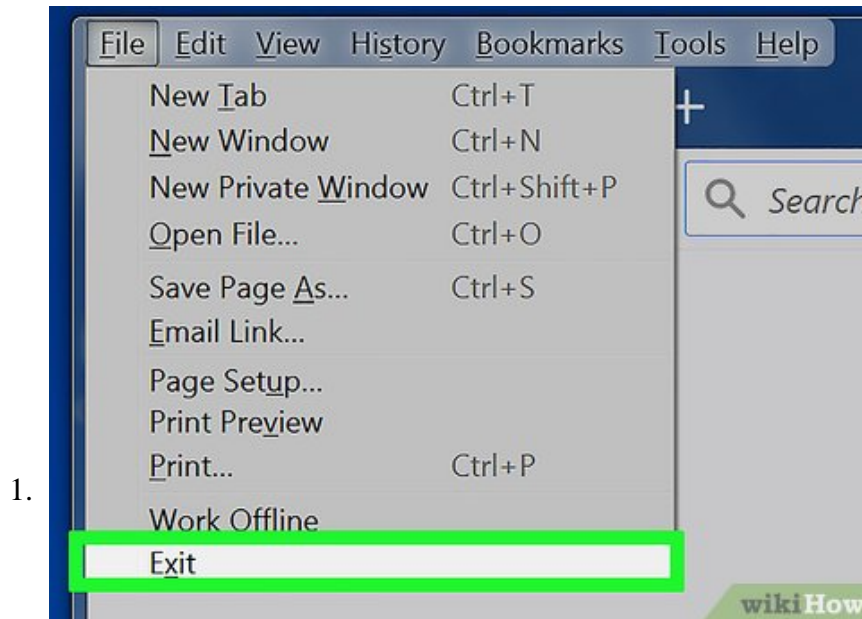 File Edit View History Bookmarks Tools Help
New Tab Ctrl+T
New Window Ctrl+N
New Private Window Ctrl+Shift+P
Open File... Ctrl+O
Search
Save Page As... Ctrl+S
Email Link...
Page Setup...
Print Preview
Print... Ctrl+P
1.
Work Offline
Exit
wikiHow